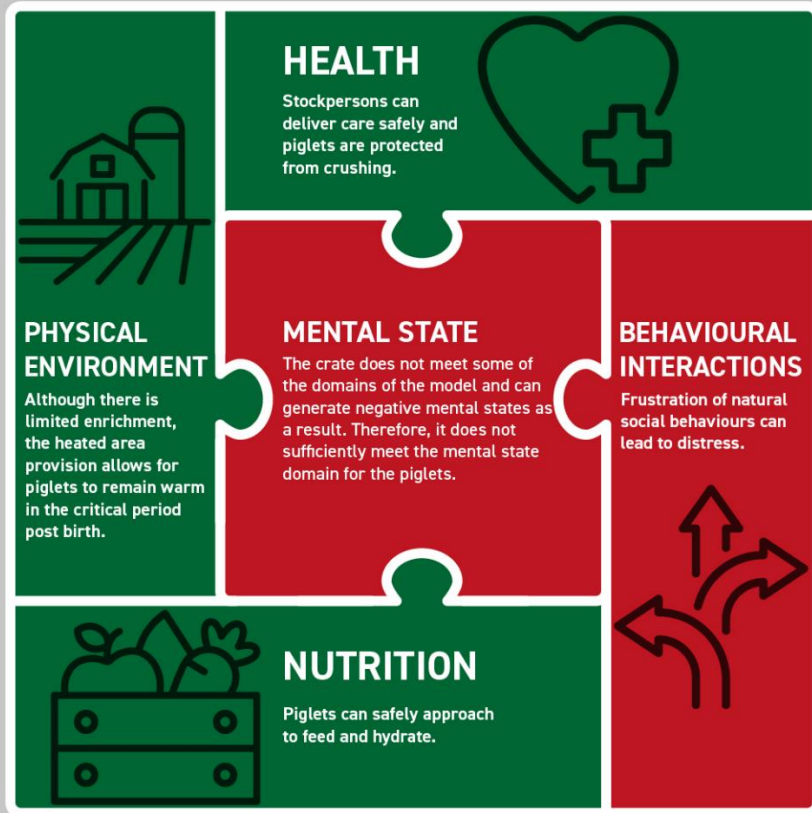 HEALTH
Stockpersons can
deliver care safely and
piglets are protected
from crushing.
PHYSICAL
ENVIRONMENT
Although there is
limited enrichment,
the heated area
provision allows for
piglets to remain warm
in the critical period
post birth.
MENTAL STATE
The crate does not meet some of
the domains of the model and can
generate negative mental states as
a result. Therefore, it does not
sufficiently meet the mental state
domain for the piglets.
BEHAVIOURAL
INTERACTIONS
Frustration of natural
social behaviours can
lead to distress.
NUTRITION
Piglets can safely approach
to feed and hydrate.